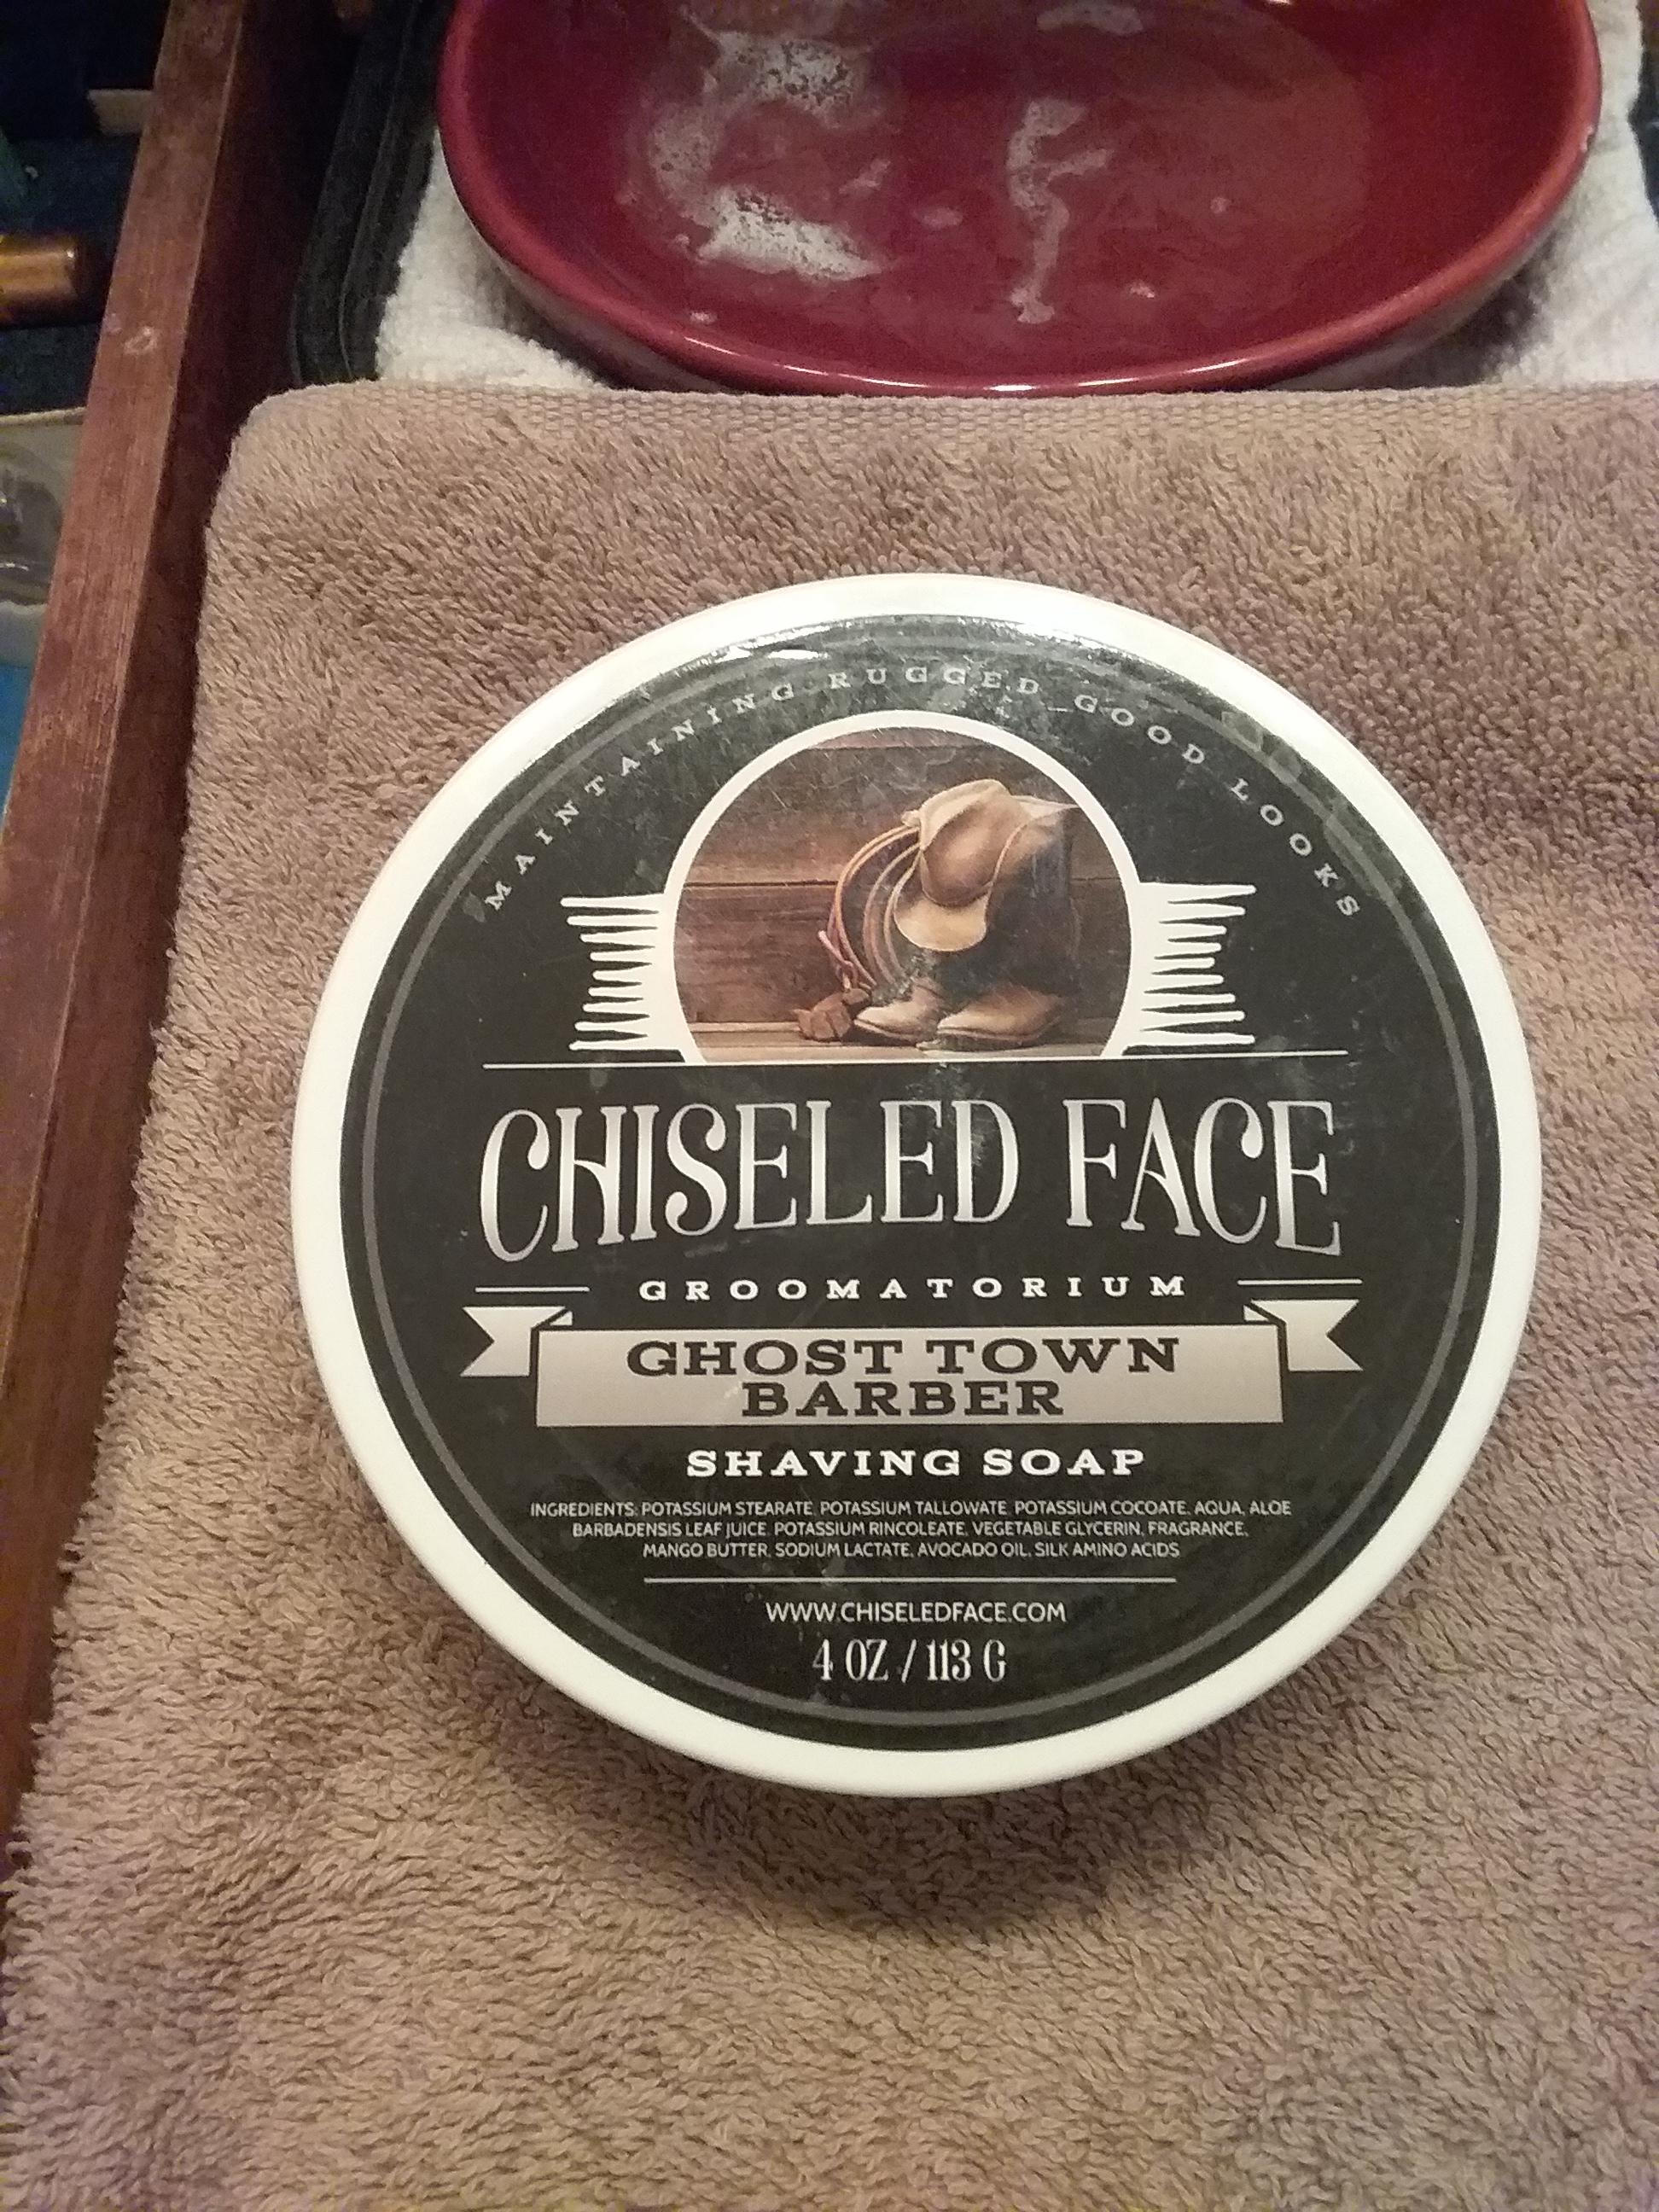 MAINTAINING RUGGED GOOD LOOKS
CHISELED FACE
GROOMATORIUM
GHOST TOWN
BARBER
SHAVING SOAP
INGREDIENTS: POTASSIUM STEARATE, POTASSIUM TALLOWATE, POTASSIUM COCOATE, AQUA, ALOE
BARBADENSIS LEAF JUICE, POTASSIUM RINCOLEATE, VEGETABLE GLYCERIN, FRAGRANCE,
MANGO BUTTER, SODIUM LACTATE, AVOCADO OIL, SILK AMINO ACIDS
WWW.CHISELEDFACE.COM
4 OZ / 113 G